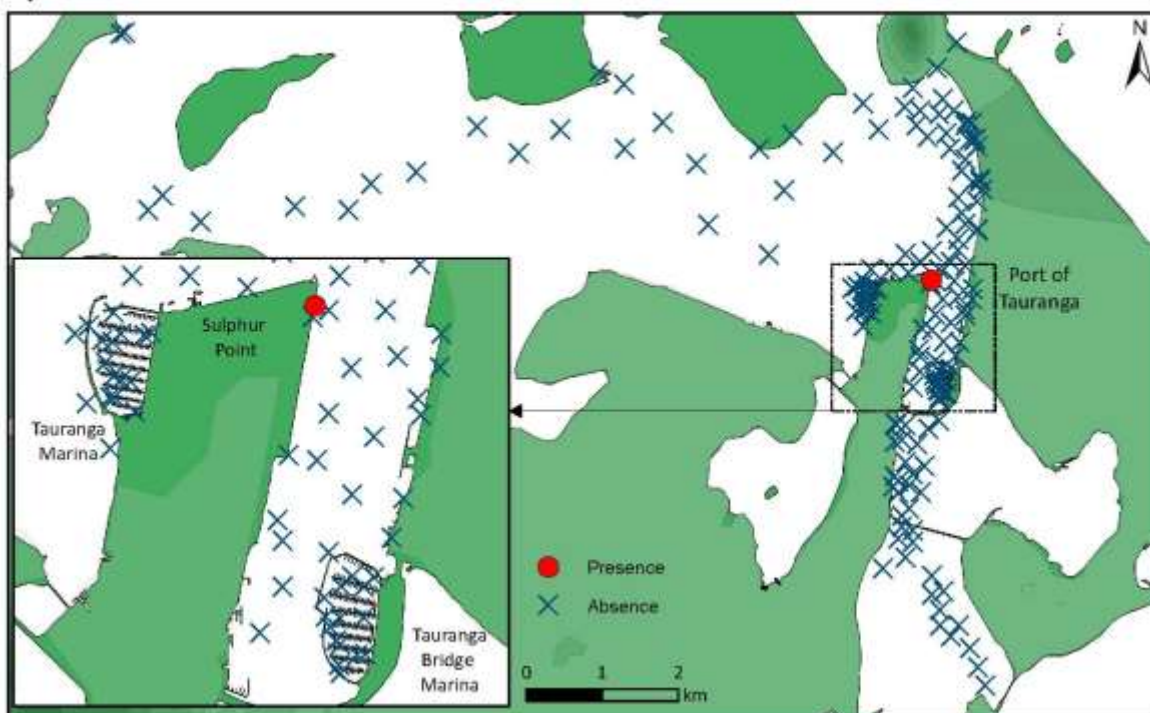 N
Port of
Tauranga
Sulphur
Point
Tauranga
Marina
Presence
Absence
Tauranga
Bridge
Marina
0 1 2
km